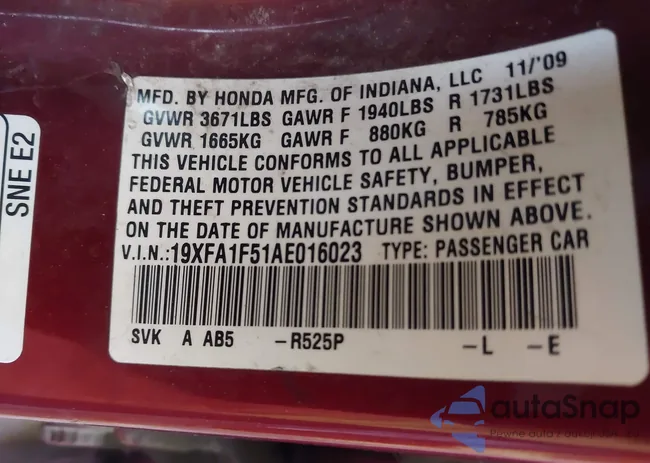 MFD. BY HONDA MFG. OF INDIANA, LLC 11/'09
GVWR 3671LBS GAWR F 1940LBS R 1731LBS
GVWR 1665KG GAWR F 880KG R 785KG
THIS VEHICLE CONFORMS TO ALL APPLICABLE
FEDERAL MOTOR VEHICLE SAFETY, BUMPER,
AND THEFT PREVENTION STANDARDS IN EFFECT
ON THE DATE OF MANUFACTURE SHOWN ABOVE.
V.I.N.:19XFA1F51AE016023 TYPE: PASSENGER CAR
SVK A AB5 -R525P -L -E
SNE E2
autaSnap